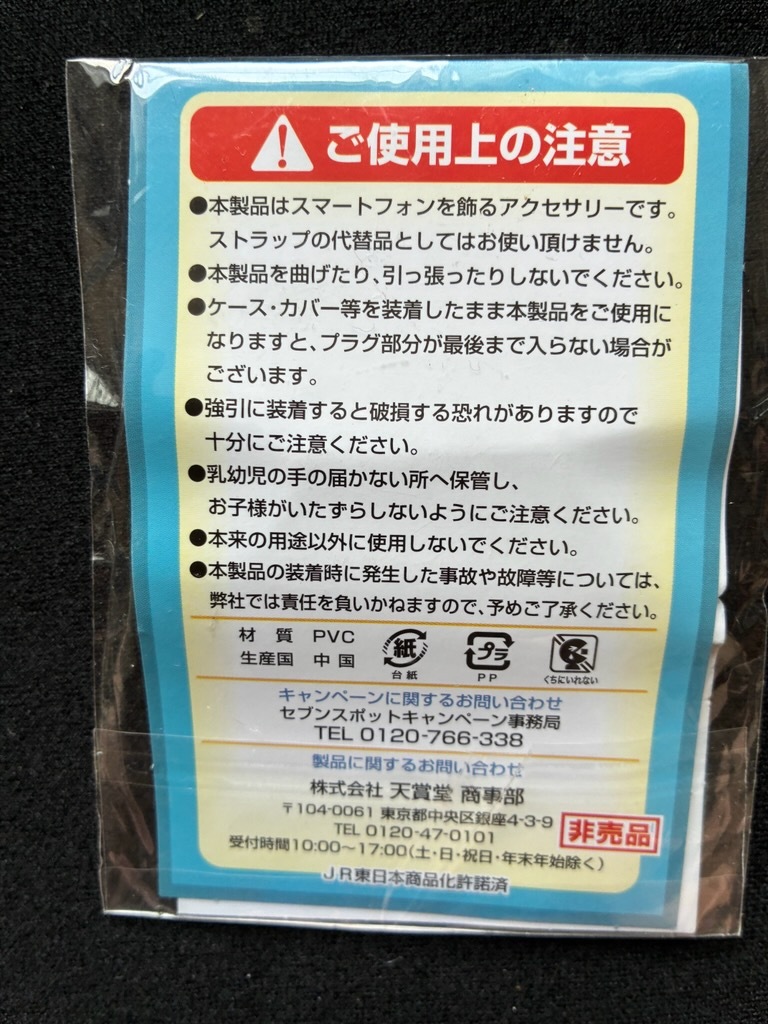 ご使用上の注意
●本製品はスマートフォンを飾るアクセサリーです。
ストラップの代替品としてはお使い頂けません。
●本製品を曲げたり、引っ張ったりしないでください。
●ケース・カバー等を装着したまま本製品をご使用に
なりますと、プラグ部分が最後まで入らない場合が
ございます。
●強引に装着すると破損する恐れがありますので
十分にご注意ください。
●乳幼児の手の届かない所へ保管し、
お子様がいたずらしないようにご注意ください。
●本来の用途以外に使用しないでください。
●本製品の装着時に発生した事故や故障等については、
弊社では責任を負いかねますので、予めご了承ください。
材質 PVC
生産国 中国
紙
台紙
プラ
PP
くちにいれない
キャンペーンに関するお問い合わせ
セブンスポットキャンペーン事務局
TEL 0120-766-338
製品に関するお問い合わせ
株式会社 天賞堂 商事部
〒104-0061 東京都中央区銀座4-3-9
TEL 0120-47-0101
受付時間10:00〜17:00(土・日・祝日・年末年始除く)
非売品
JR東日本商品化許諾済